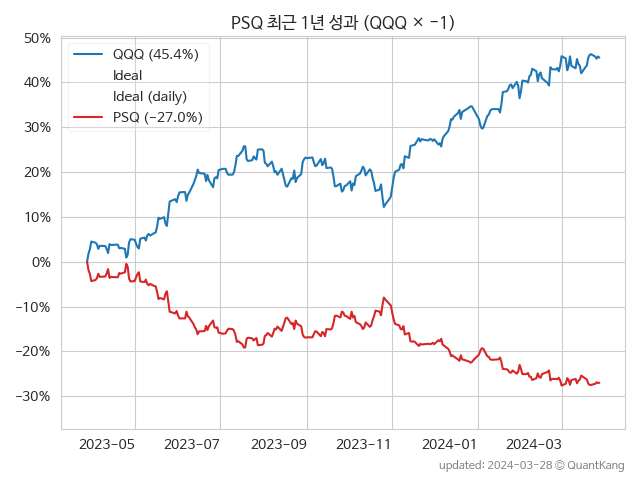 PSQ 최근 1년 성과 (QQQ × -1)
50%
40%
30%
20%
10%
0%
-10%
-20%
-30%
QQQ (45.4%)
Ideal
Ideal (daily)
PSQ (-27.0%)
2023-05 2023-07 2023-09 2023-11 2024-01 2024-03
updated: 2024-03-28 © QuantKang